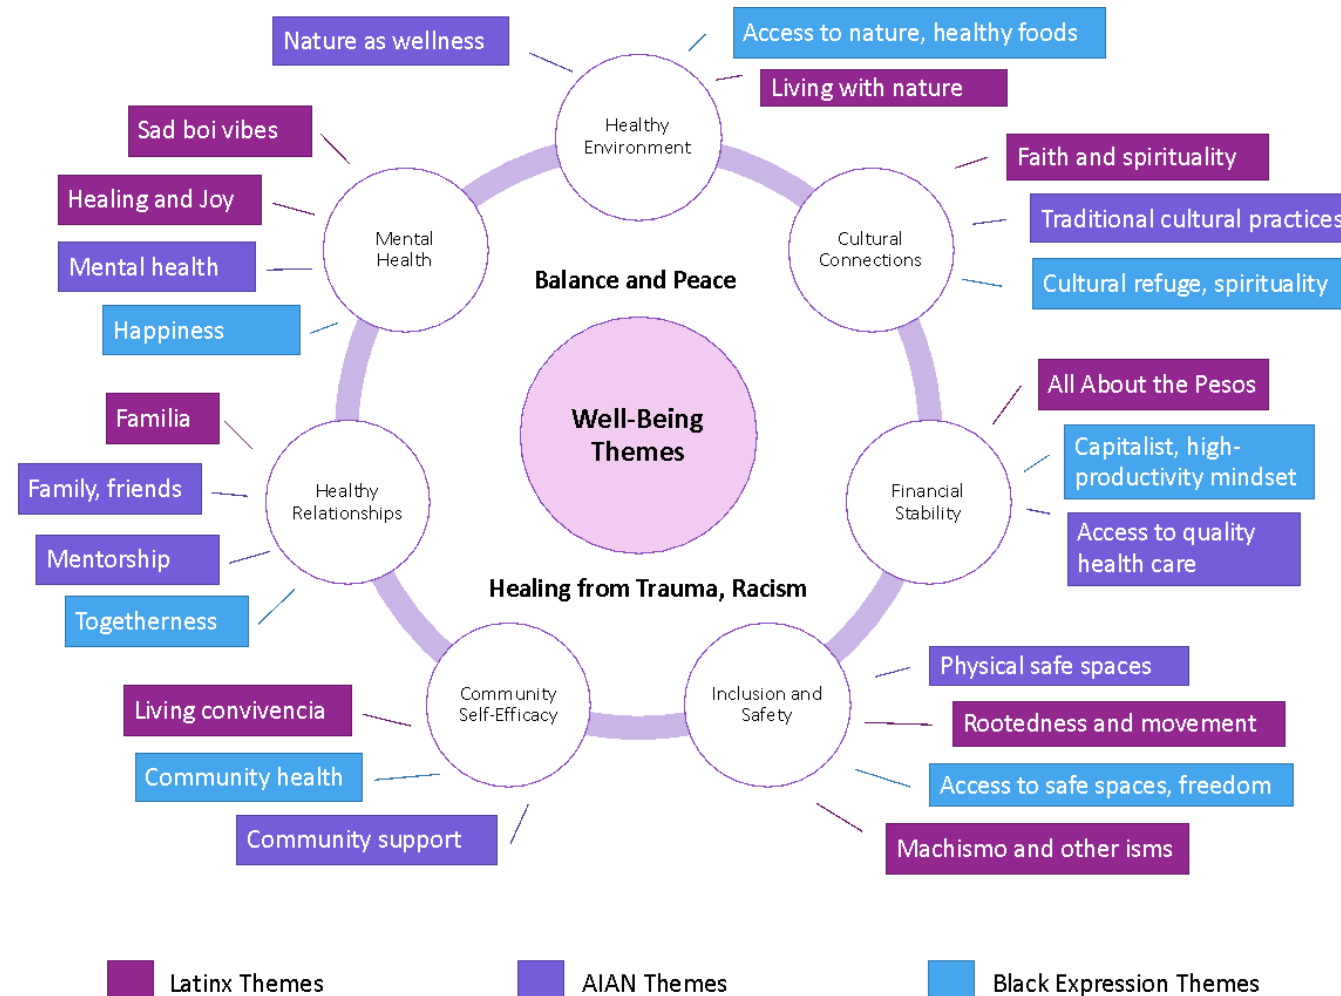 Nature as wellness
Access to nature, healthy foods
Living with nature
Healthy
Environment
Sad boi vibes
Healing and Joy
Mental health
Happiness
Mental
Health
Faith and spirituality
Traditional cultural practices
Cultural refuge, spirituality
Cultural
Connections
Balance and Peace
Well-Being
Themes
Healing from Trauma, Racism
Familia
Family, friends
Mentorship
Togetherness
Healthy
Relationships
All About the Pesos
Capitalist, high-
productivity mindset
Access to quality
health care
Financial
Stability
Living convivencia
Community health
Community support
Community
Self-Efficacy
Inclusion and
Safety
Physical safe spaces
Rootedness and movement
Access to safe spaces, freedom
Machismo and other isms
Latinx Themes
AIAN Themes
Black Expression Themes